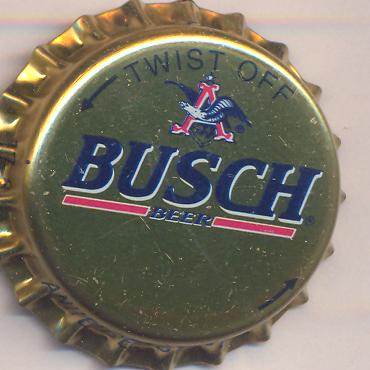 TWIST OFF
A
BUSCH®
BEER